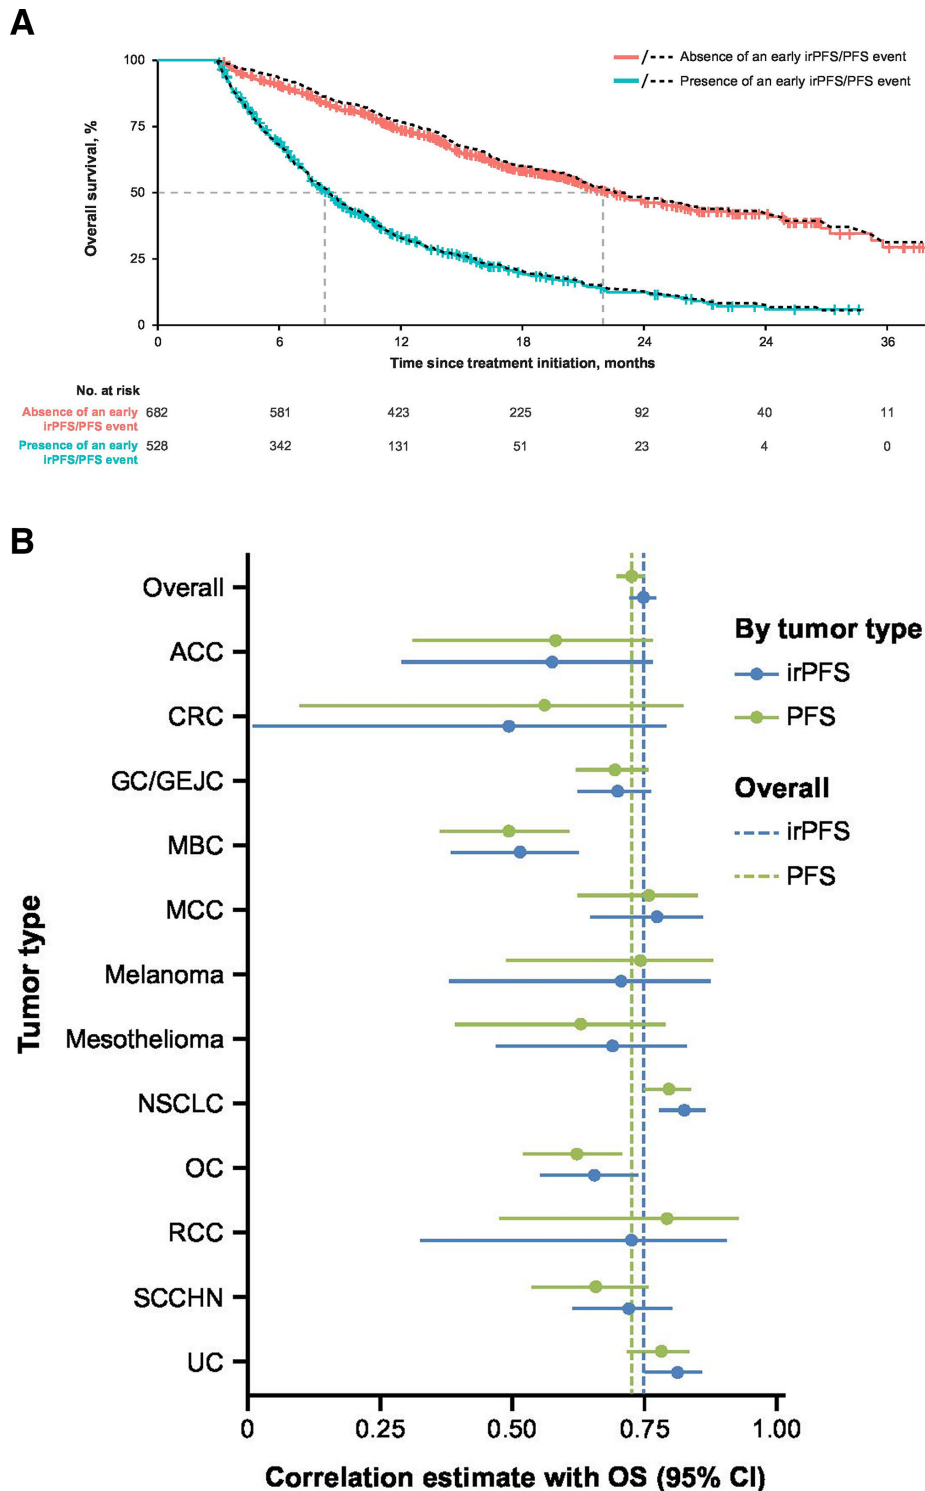 A
Absence of an early irPFS/PFS event
Presence of an early irPFS/PFS event
Overall survival, %
100
75
50
25
0
0 6 12 18 24 24 36
Time since treatment initiation, months
No. at risk
Absence of an early irPFS/PFS event 682 581 423 225 92 40 11
Presence of an early irPFS/PFS event 528 342 131 51 23 4 0
B
Tumor type
Overall
ACC
CRC
GC/GEJC
MBC
MCC
Melanoma
Mesothelioma
NSCLC
OC
RCC
SCCHN
UC
By tumor type
irPFS
PFS
Overall
irPFS
PFS
0 0.25 0.50 0.75 1.00
Correlation estimate with OS (95% CI)